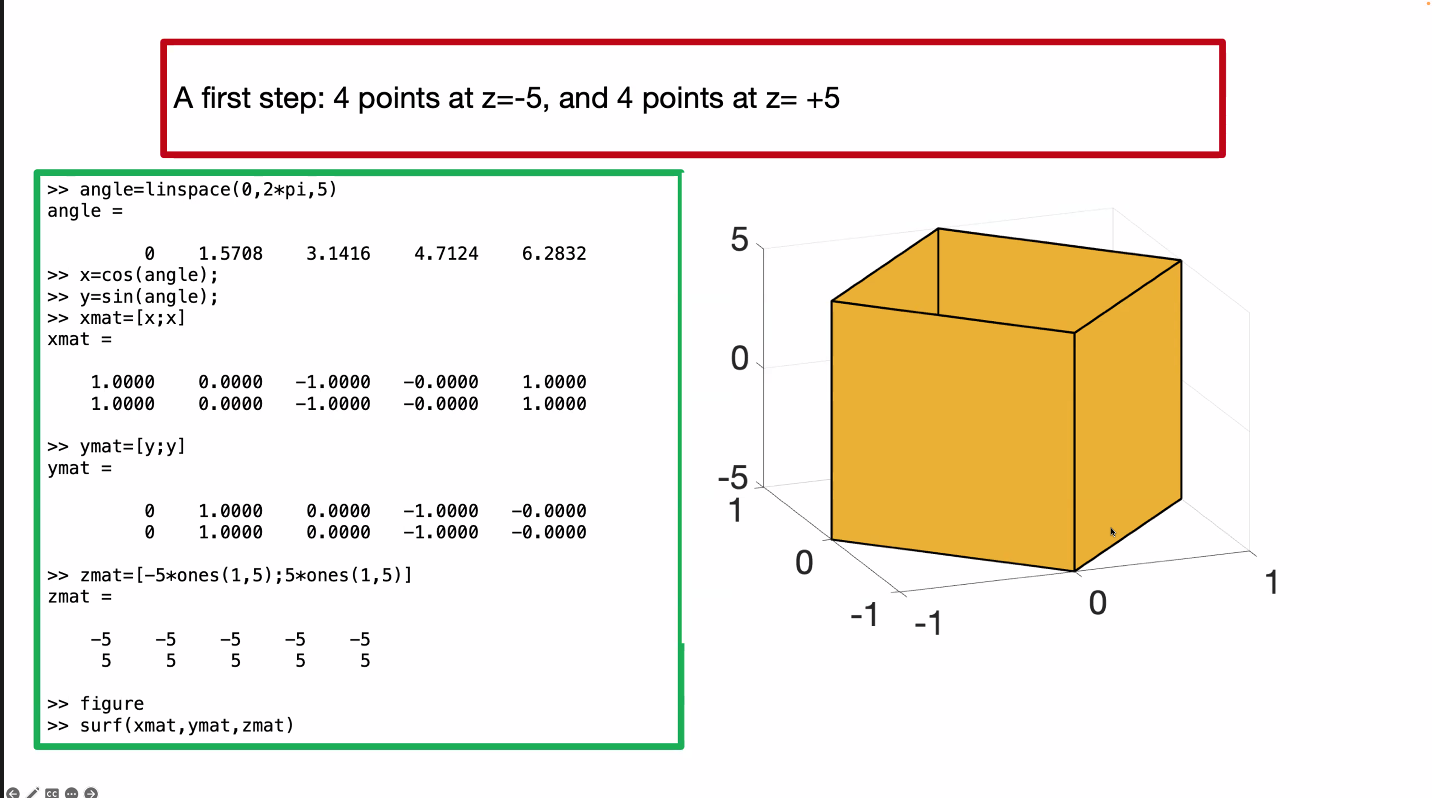 A first step: 4 points at z=-5, and 4 points at z= +5
>> angle=linspace(0,2*pi,5)
angle =
0 1.5708 3.1416 4.7124 6.2832
>> x=cos(angle);
>> y=sin(angle);
>> xmat=[x;x]
xmat =
1.0000 0.0000 -1.0000 -0.0000 1.0000
1.0000 0.0000 -1.0000 -0.0000 1.0000
>> ymat=[y;y]
ymat =
0 1.0000 0.0000 -1.0000 -0.0000
0 1.0000 0.0000 -1.0000 -0.0000
>> zmat=[-5*ones(1,5);5*ones(1,5)]
zmat =
-5 -5 -5 -5 -5
5 5 5 5 5
>> figure
>> surf(xmat,ymat,zmat)
5
0
-5
1
0
-1
-1
0
1
CC